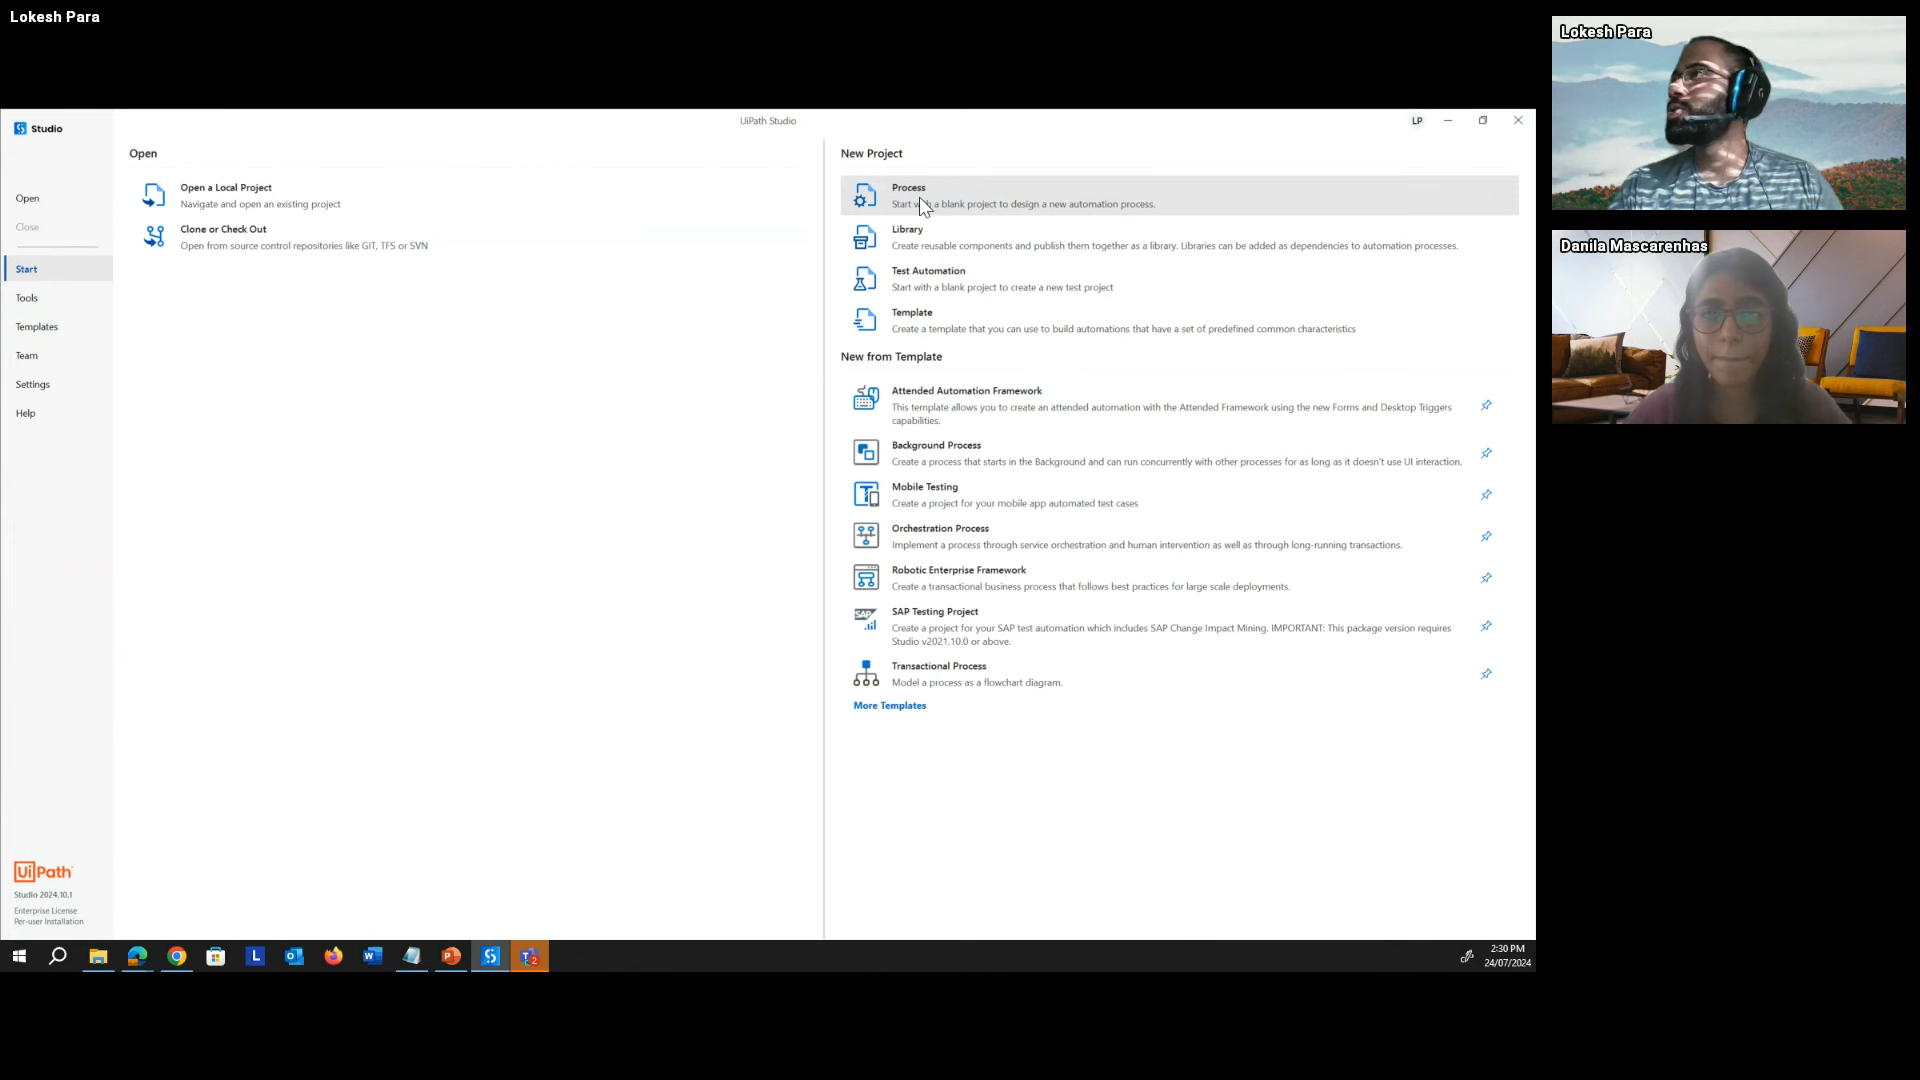 Lokesh Para
Studio
UiPath Studio
LP
Open
Close
Start
Tools
Templates
Team
Settings
Help
UiPath
Studio 2024.10.1
Enterprise License
Per-user Installation
Open
Open a Local Project
Navigate and open an existing project
Clone or Check Out
Open from source control repositories like GIT, TFS or SVN
New Project
Process
Start with a blank project to design a new automation process.
Library
Create reusable components and publish them together as a library. Libraries can be added as dependencies to automation processes.
Test Automation
Start with a blank project to create a new test project
Template
Create a template that you can use to build automations that have a set of predefined common characteristics
New from Template
Attended Automation Framework
This template allows you to create an attended automation with the Attended Framework using the new Forms and Desktop Triggers
capabilities.
Background Process
Create a process that starts in the Background and can run concurrently with other processes for as long as it doesn't use UI interaction.
Mobile Testing
Create a project for your mobile app automated test cases
Orchestration Process
Implement a process through service orchestration and human intervention as well as through long-running transactions.
Robotic Enterprise Framework
Create a transactional business process that follows best practices for large scale deployments.
SAP
SAP Testing Project
Create a project for your SAP test automation which includes SAP Change Impact Mining. IMPORTANT: This package version requires
Studio v2021.10.0 or above.
Transactional Process
Model a process as a flowchart diagram.
More Templates
2:30 PM
24/07/2024
Lokesh Para
Danila Mascarenhas